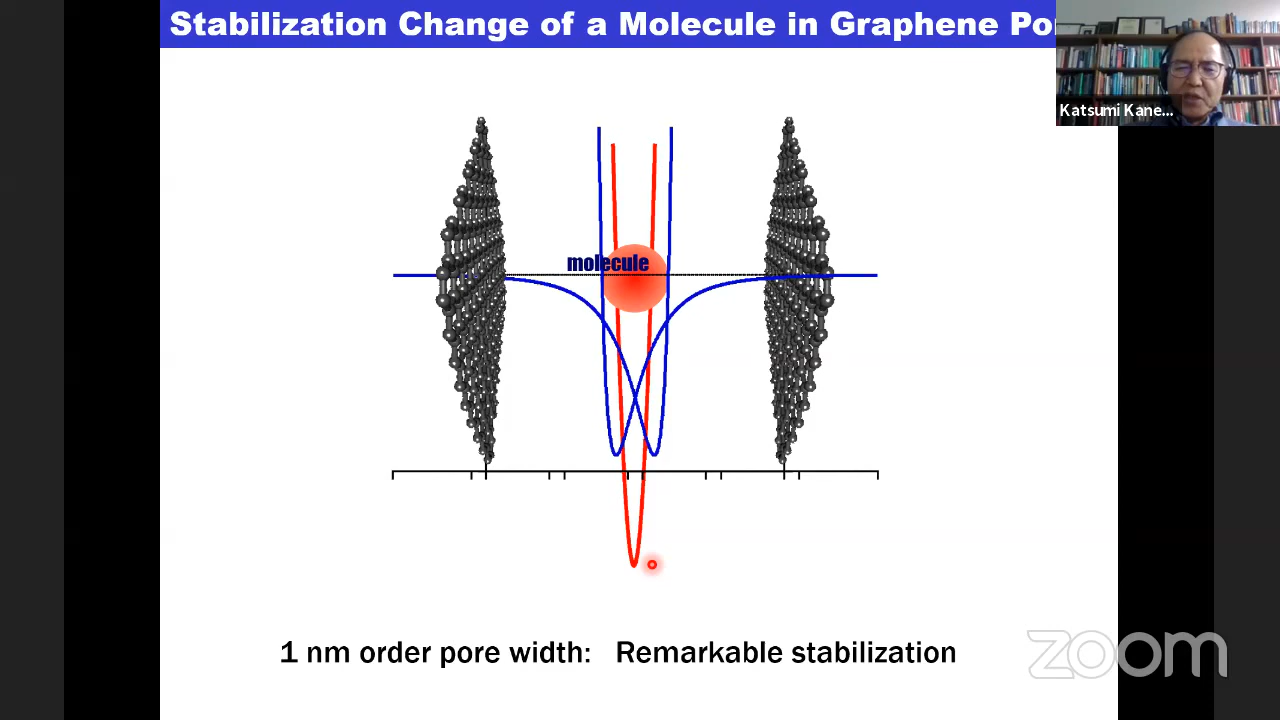 Stabilization Change of a Molecule in Graphene Po
Katsumi Kane...
molecule
1 nm order pore width: Remarkable stabilization
zoom